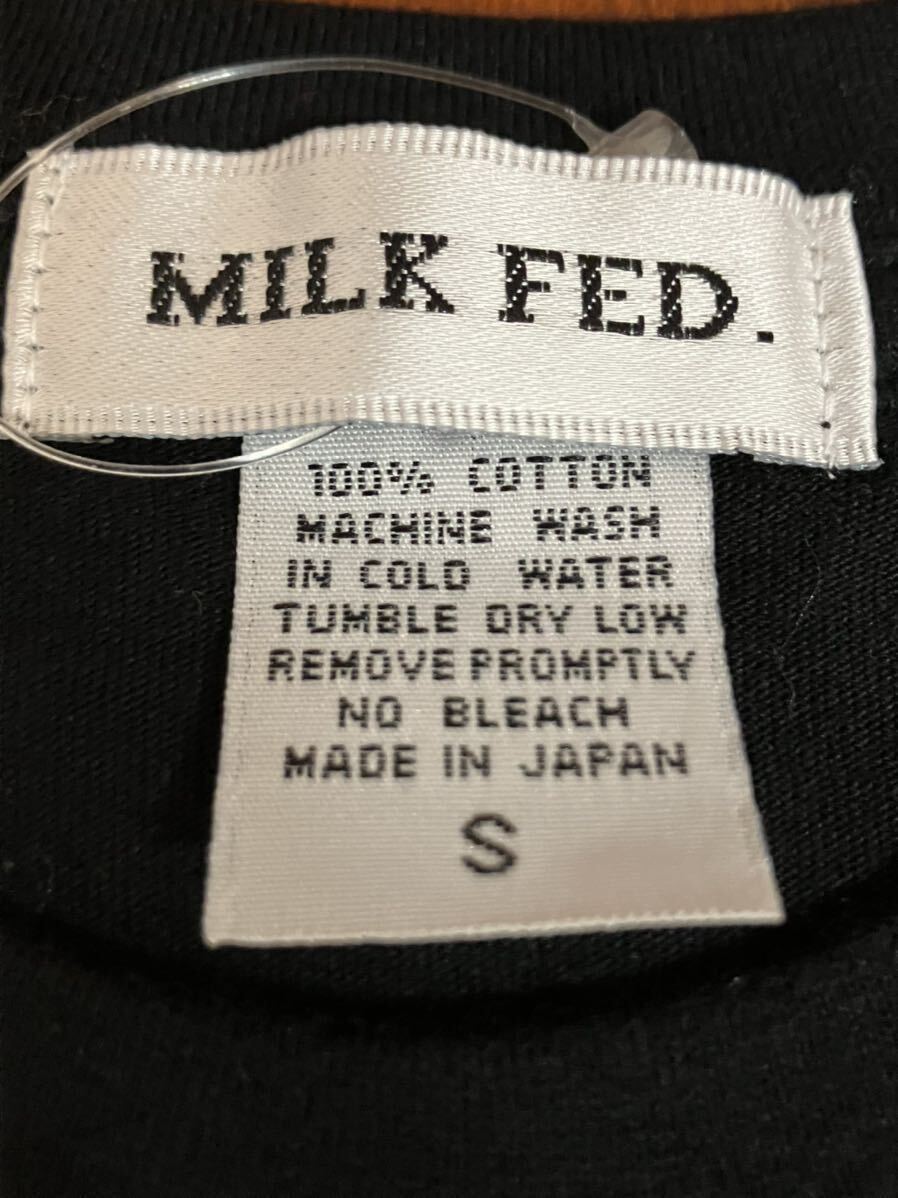 MILK FED.
100% COTTON
MACHINE WASH
IN COLD WATER
TUMBLE DRY LOW
REMOVE PROMPTLY
NO BLEACH
MADE IN JAPAN
S